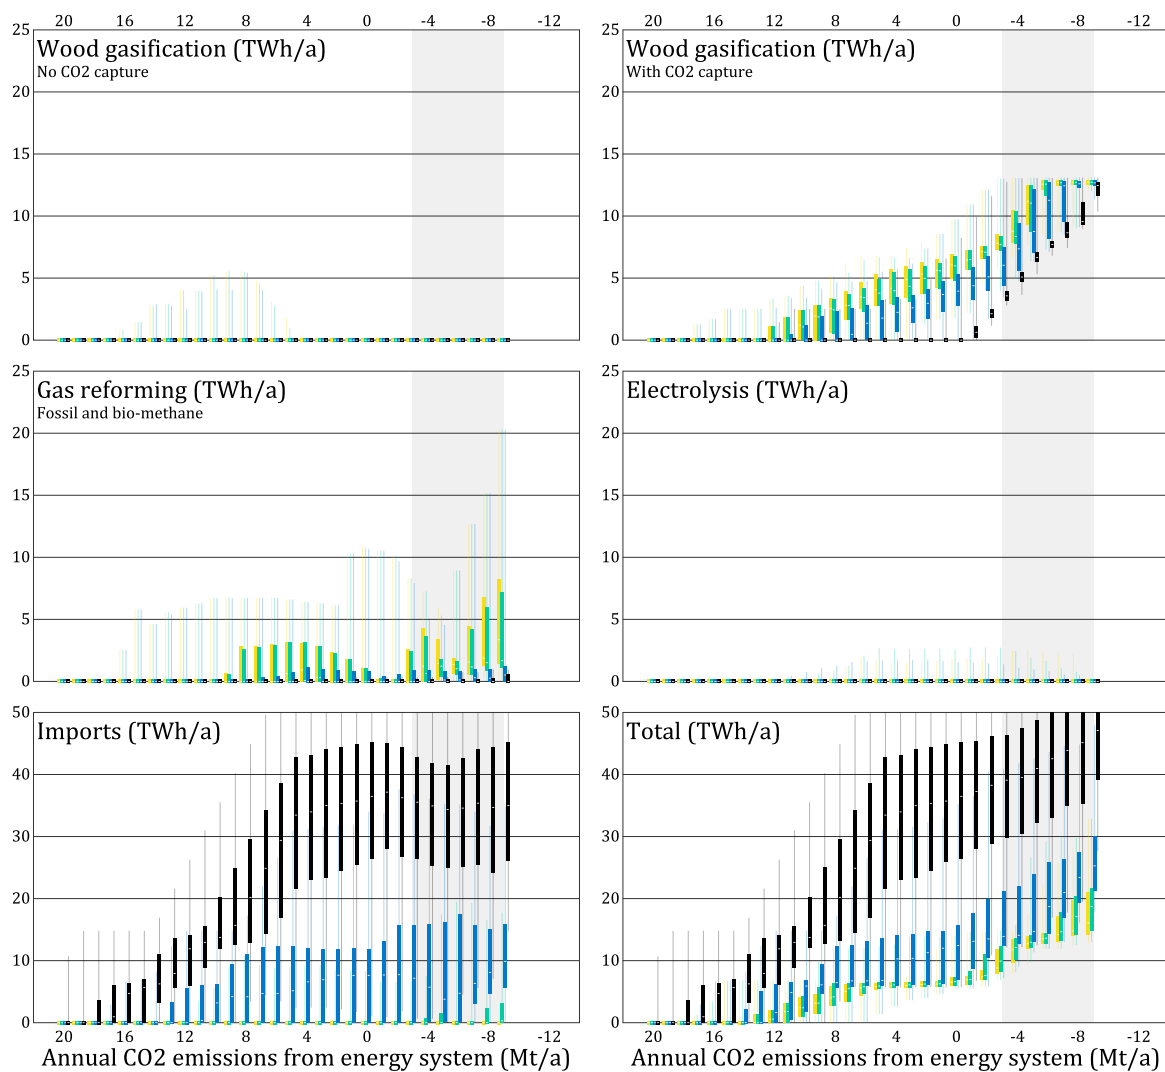 20 16 12 8 4 0 -4 -8 -12 20 16 12 8 4 0 -4 -8 -12
25
Wood gasification (TWh/a)
No CO2 capture
20
15
10
5
0
Wood gasification (TWh/a)
With CO2 capture
25
20
15
10
5
0
25
Gas reforming (TWh/a)
Fossil and bio-methane
20
15
10
5
0
25
Electrolysis (TWh/a)
20
15
10
5
0
50
Imports (TWh/a)
40
30
20
10
0
50
Total (TWh/a)
40
30
20
10
0
20 16 12 8 4 0 -4 -8 -12
Annual CO2 emissions from energy system (Mt/a)
20 16 12 8 4 0 -4 -8 -12
Annual CO2 emissions from energy system (Mt/a)